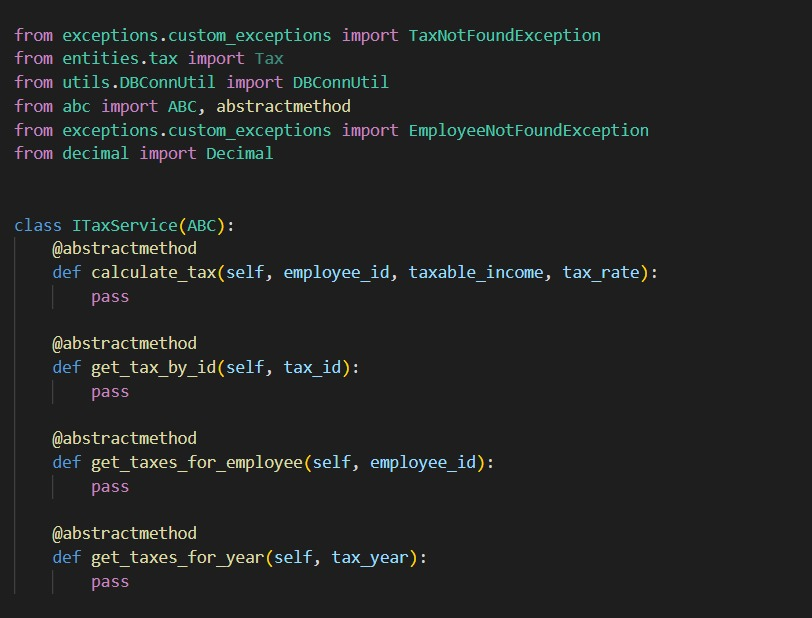 from exceptions.custom_exceptions import TaxNotFoundException
from entities.tax import Tax
from utils.DBConnUtil import DBConnUtil
from abc import ABC, abstractmethod
from exceptions.custom_exceptions import EmployeeNotFoundException
from decimal import Decimal

class ITaxService(ABC):
    @abstractmethod
    def calculate_tax(self, employee_id, taxable_income, tax_rate):
        pass

    @abstractmethod
    def get_tax_by_id(self, tax_id):
        pass

    @abstractmethod
    def get_taxes_for_employee(self, employee_id):
        pass

    @abstractmethod
    def get_taxes_for_year(self, tax_year):
        pass